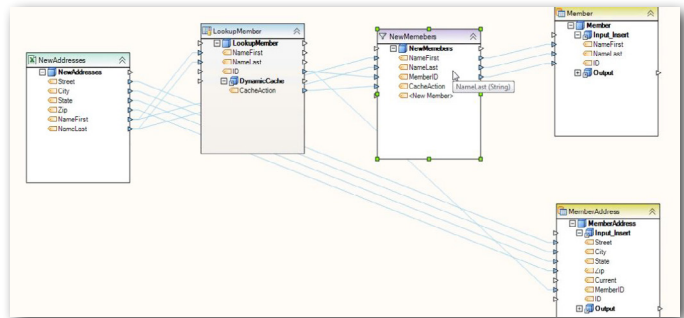 NewAddresses
NewAddresses
Street
City
State
Zip
NameFirst
NameLast
LookupMember
LookupMember
NameFirst
NameLast
ID
DynamicCache
CacheAction
NewMemebers
NewMemebers
NameFirst
NameLast
MemberID
CacheAction
<New Member>
NameLast (String)
Member
Member
Input_Insert
NameFirst
NameLast
ID
Output
MemberAddress
MemberAddress
Input_Insert
Street
City
State
Zip
Current
MemberID
ID
Output